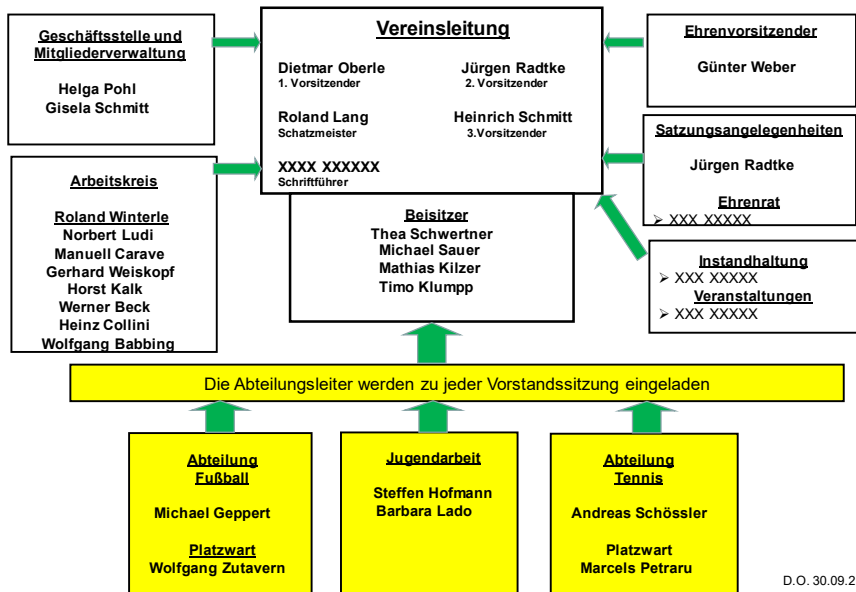 Geschäftsstelle und
Mitgliederverwaltung
Helga Pohl
Gisela Schmitt
Vereinsleitung
Dietmar Oberle
1. Vorsitzender
Jürgen Radtke
2. Vorsitzender
Roland Lang
Schatzmeister
Heinrich Schmitt
3.Vorsitzender
XXXX XXXXXX
Schriftführer
Ehrenvorsitzender
Günter Weber
Satzungsangelegenheiten
Jürgen Radtke
Ehrenrat
➢ XXX XXXXX
Arbeitskreis
Roland Winterle
Norbert Ludi
Manuell Carave
Gerhard Weiskopf
Horst Kalk
Werner Beck
Heinz Collini
Wolfgang Babbing
Beisitzer
Thea Schwertner
Michael Sauer
Mathias Kilzer
Timo Klumpp
Instandhaltung
➢ XXX XXXXX
Veranstaltungen
➢ XXX XXXXX
Die Abteilungsleiter werden zu jeder Vorstandssitzung eingeladen
Abteilung
Fußball
Michael Geppert
Platzwart
Wolfgang Zutavern
Jugendarbeit
Steffen Hofmann
Barbara Lado
Abteilung
Tennis
Andreas Schössler
Platzwart
Marcels Petraru
D.O. 30.09.2